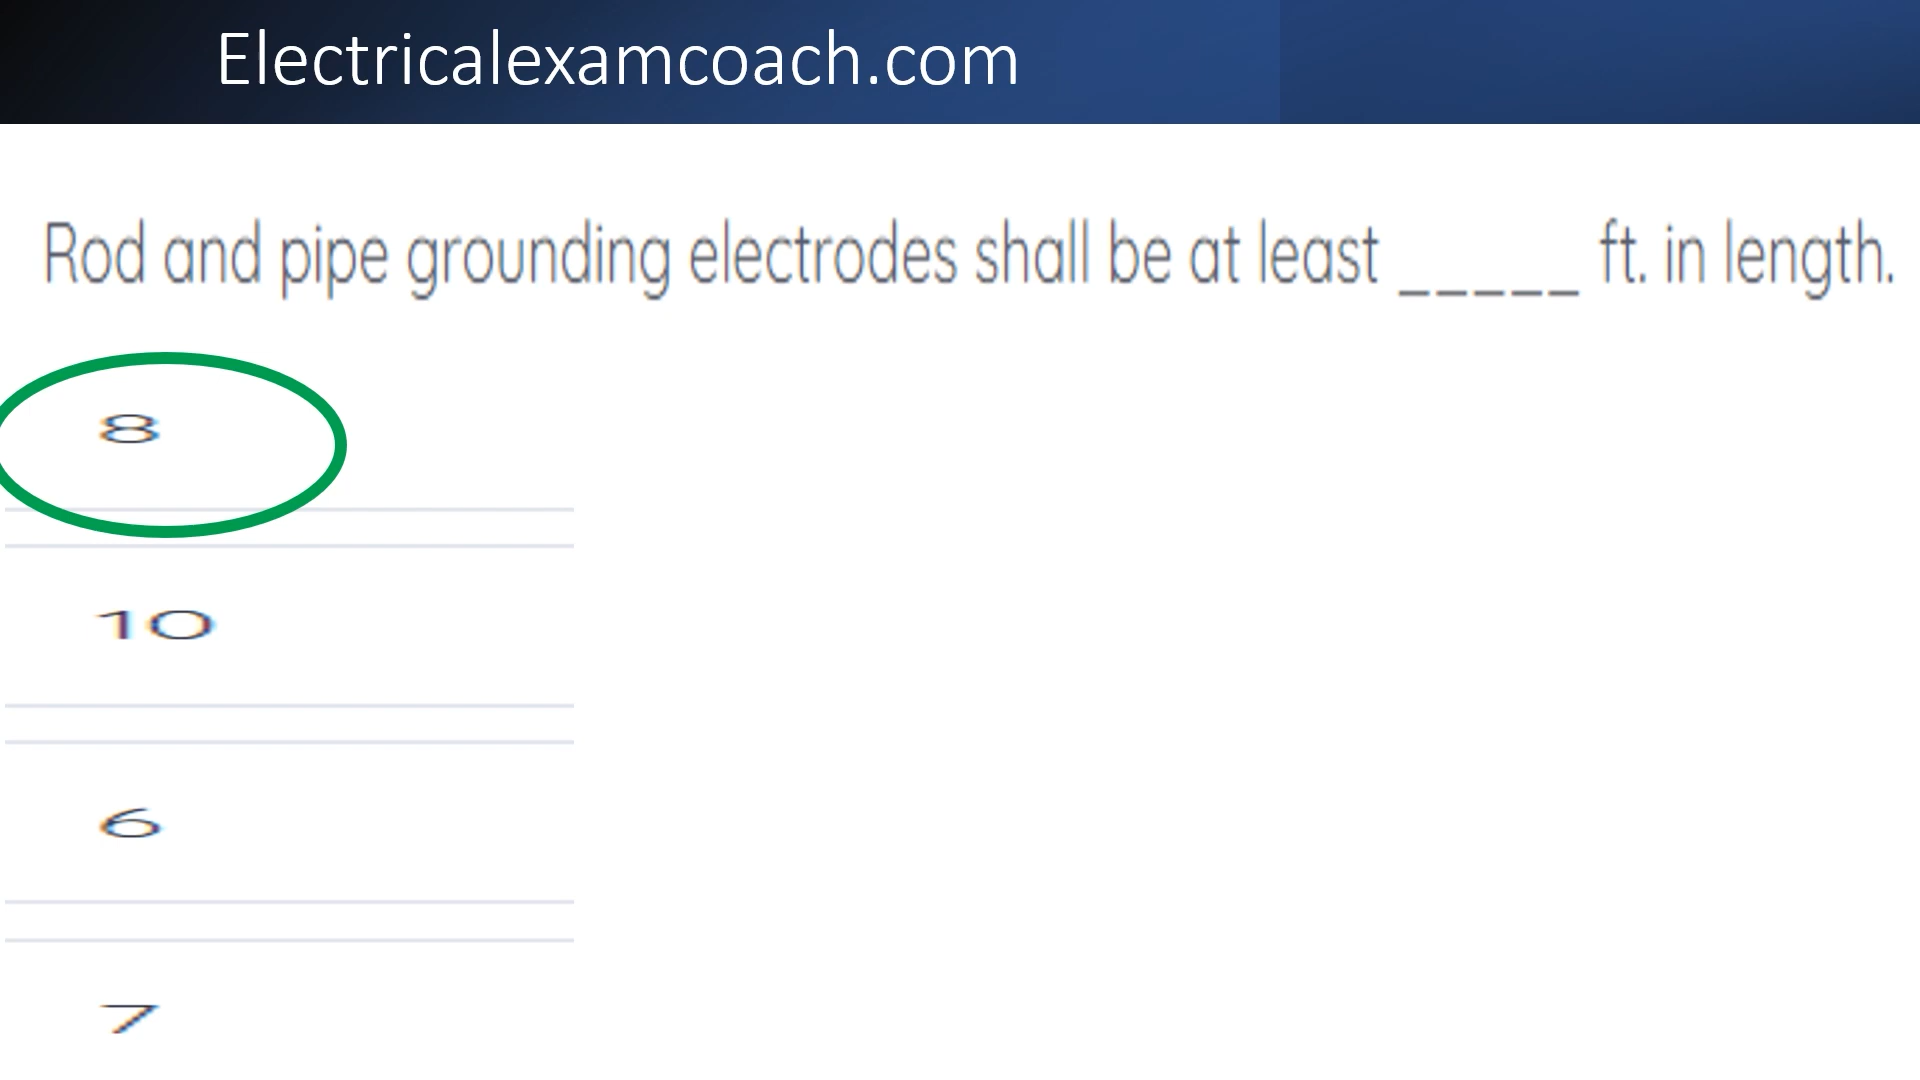 Electricalexamcoach.com
Rod and pipe grounding electrodes shall be at least _____ ft. in length.
8
10
6
7